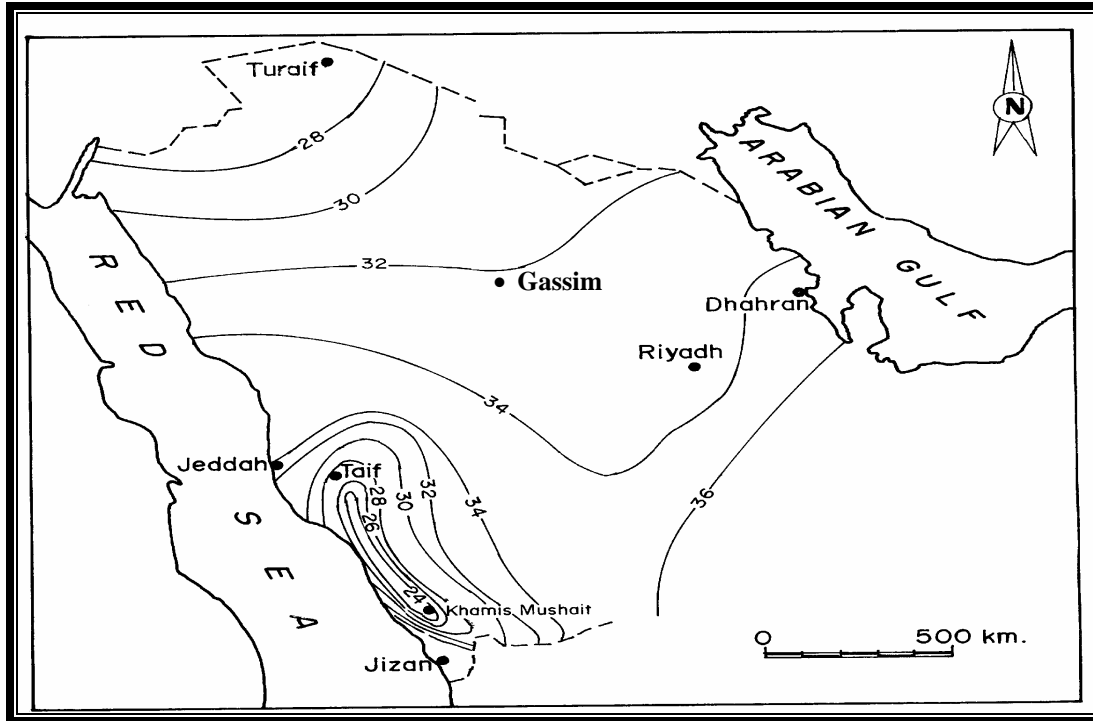 Turaif
N
28
30
32
Gassim
ARABIAN GULF
RED SEA
Dhahran
Riyadh
34
Jeddah
Taif
28
30
32
34
26
24
36
Khamis Mushait
Jizan
0 500 km.